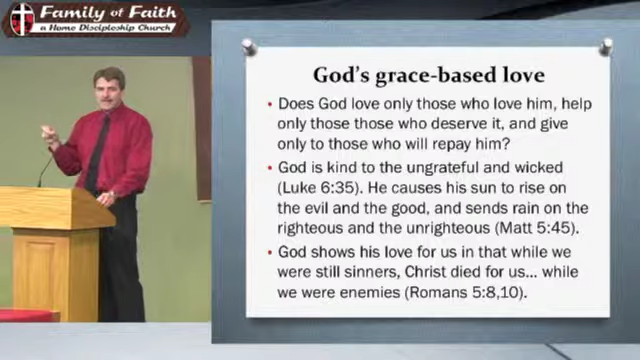 Family of Faith
a Home Discipleship Church
God's grace-based love
• Does God love only those who love him, help
only those those who deserve it, and give
only to those who will repay him?
• God is kind to the ungrateful and wicked
(Luke 6:35). He causes his sun to rise on
the evil and the good, and sends rain on the
righteous and the unrighteous (Matt 5:45).
• God shows his love for us in that while we
were still sinners, Christ died for us... while
we were enemies (Romans 5:8,10).